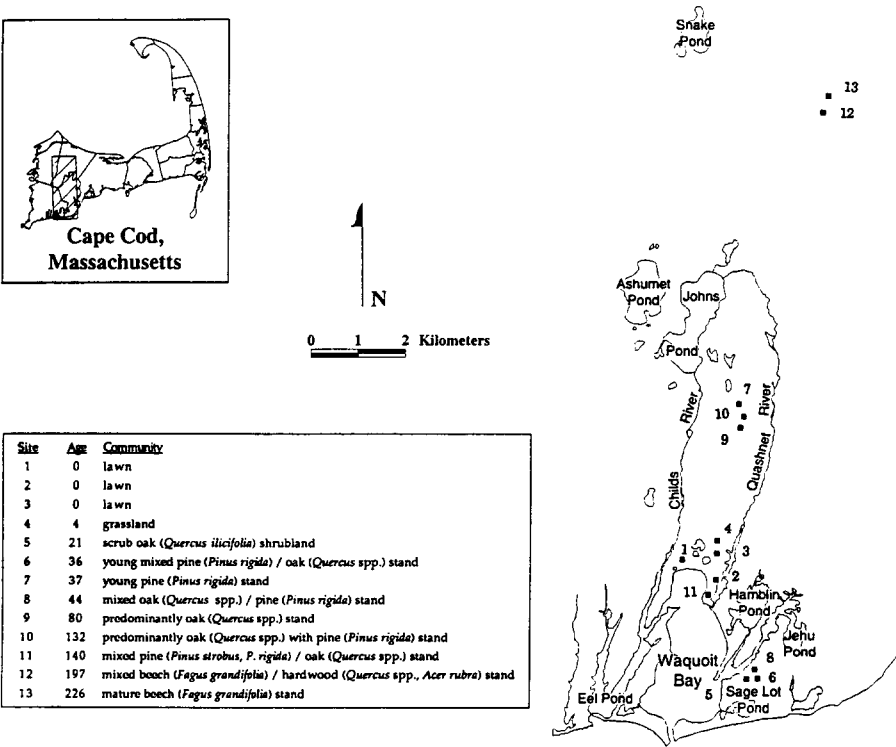 Snake
Pond
13
12
Cape Cod,
Massachusetts
N
0 1 2 Kilometers
Ashumet
Pond
Johns
Pond
7
10
9
River
River
Childs
Quashnet
4
1
3
2
11
Hamblin
Pond
Jehu
Pond
Waquoit
Bay
8
6
5
Sage Lot
Pond
Eel Pond
Site Age Community
1 0 lawn
2 0 lawn
3 0 lawn
4 4 grassland
5 21 scrub oak (Quercus ilicifolia) shrubland
6 36 young mixed pine (Pinus rigida) / oak (Quercus spp.) stand
7 37 young pine (Pinus rigida) stand
8 44 mixed oak (Quercus spp.) / pine (Pinus rigida) stand
9 80 predominantly oak (Quercus spp.) stand
10 132 predominantly oak (Quercus spp.) with pine (Pinus rigida) stand
11 140 mixed pine (Pinus strobus, P. rigida) / oak (Quercus spp.) stand
12 197 mixed beech (Fagus grandifolia) / hardwood (Quercus spp., Acer rubra) stand
13 226 mature beech (Fagus grandifolia) stand